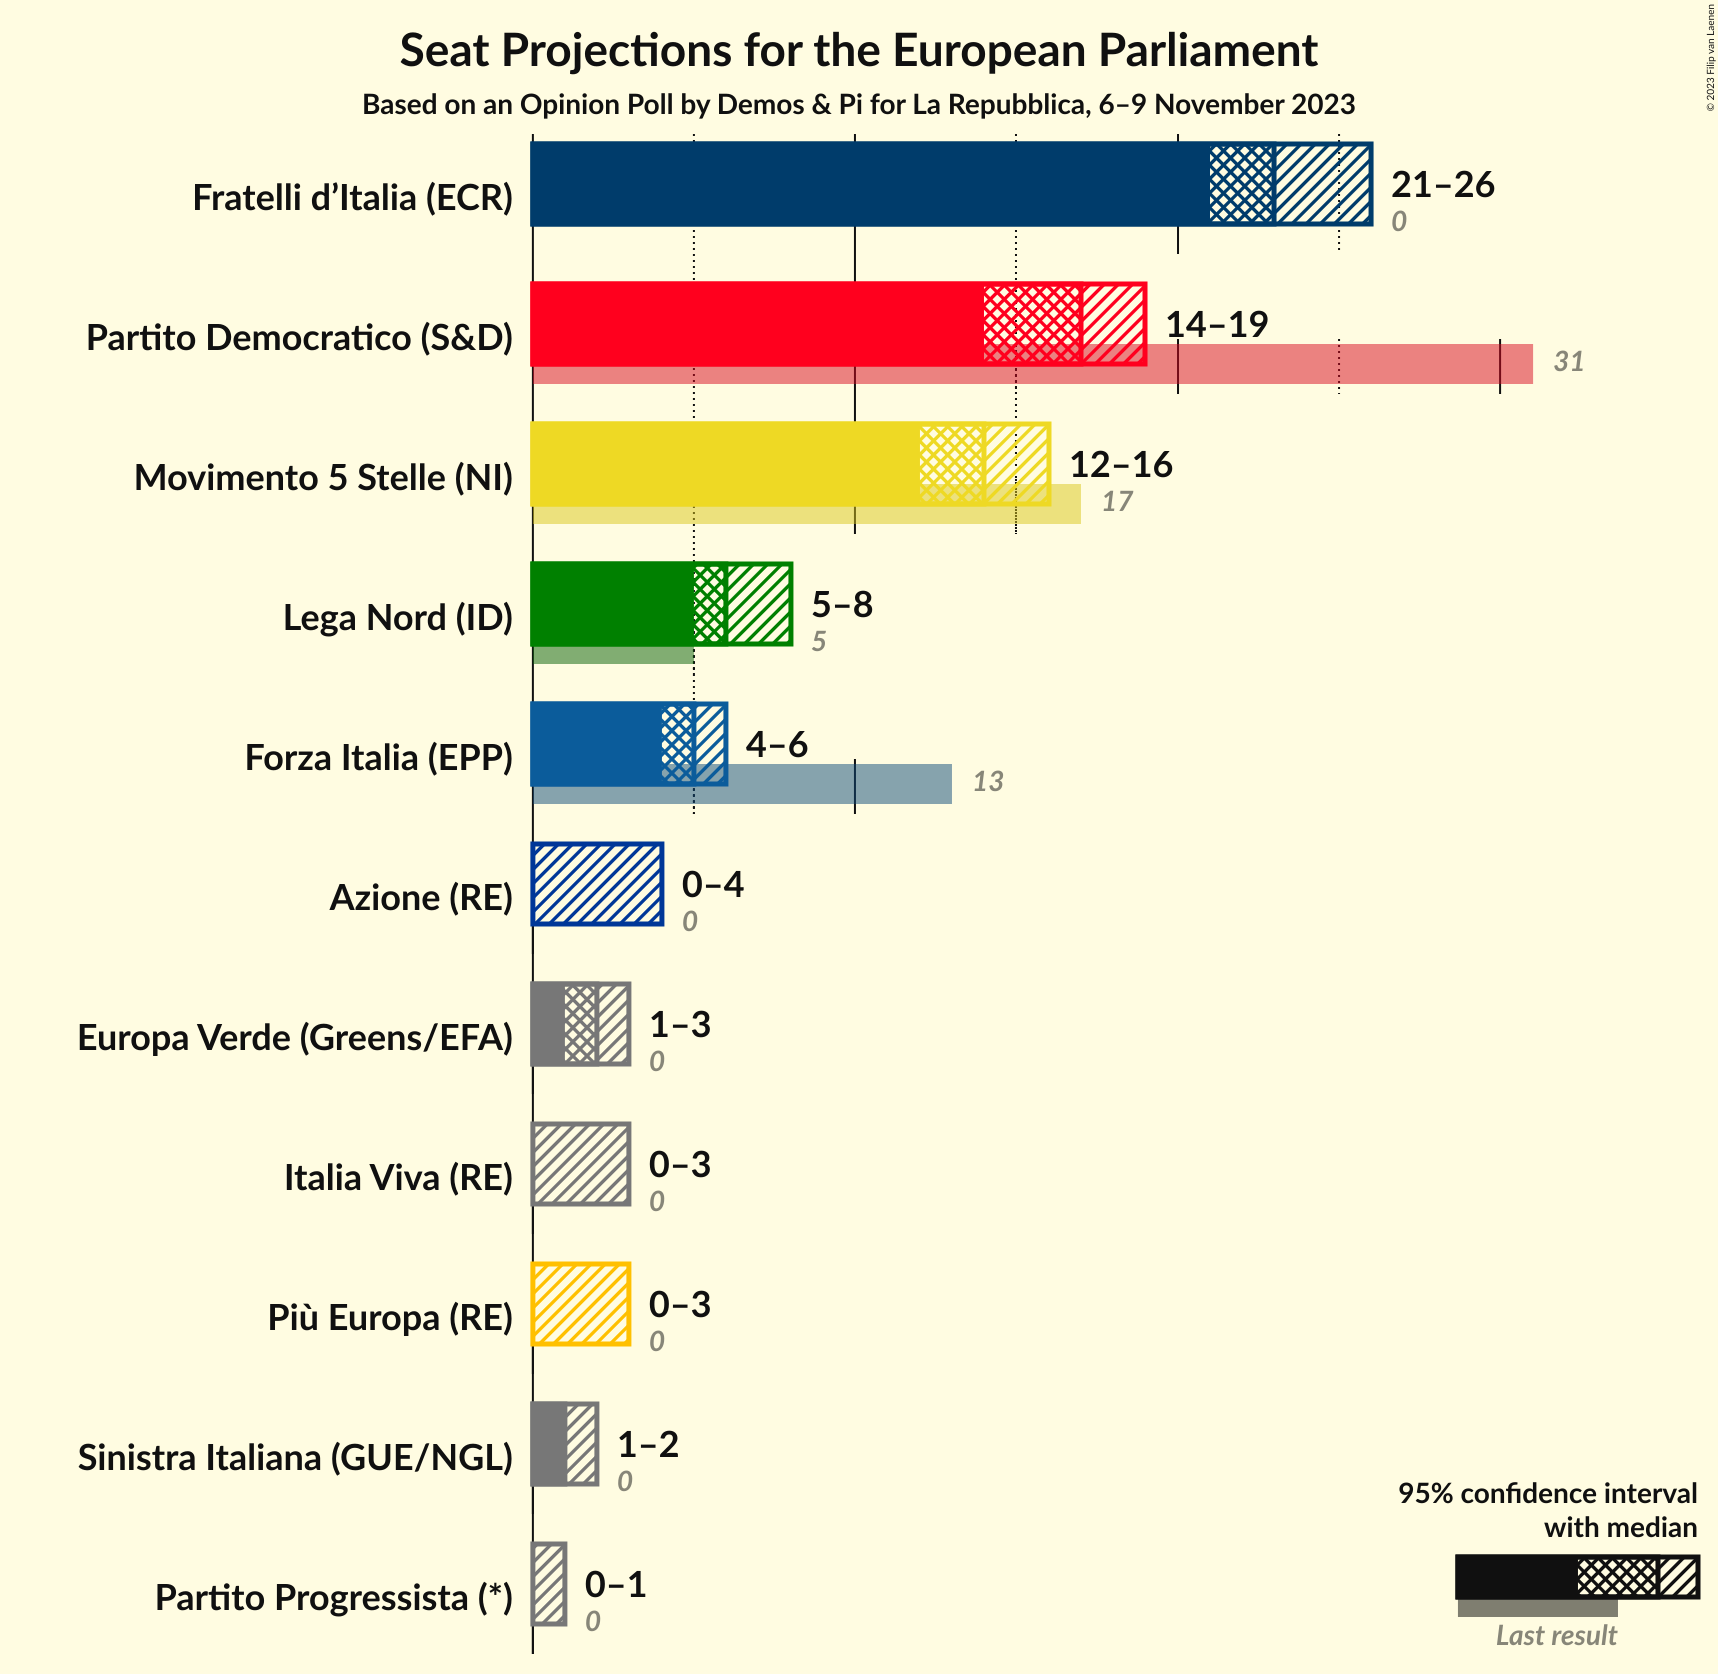 Seat Projections for the European Parliament
Based on an Opinion Poll by Demos & Pi for La Repubblica, 6–9 November 2023
© 2023 Filip van Laenen
Fratelli d’Italia (ECR)
21–26
0
Partito Democratico (S&D)
14–19
31
Movimento 5 Stelle (NI)
12–16
17
Lega Nord (ID)
5–8
5
Forza Italia (EPP)
4–6
13
Azione (RE)
0–4
0
Europa Verde (Greens/EFA)
1–3
0
Italia Viva (RE)
0–3
0
Più Europa (RE)
0–3
0
Sinistra Italiana (GUE/NGL)
1–2
0
Partito Progressista (*)
0–1
0
95% confidence interval
with median
Last result